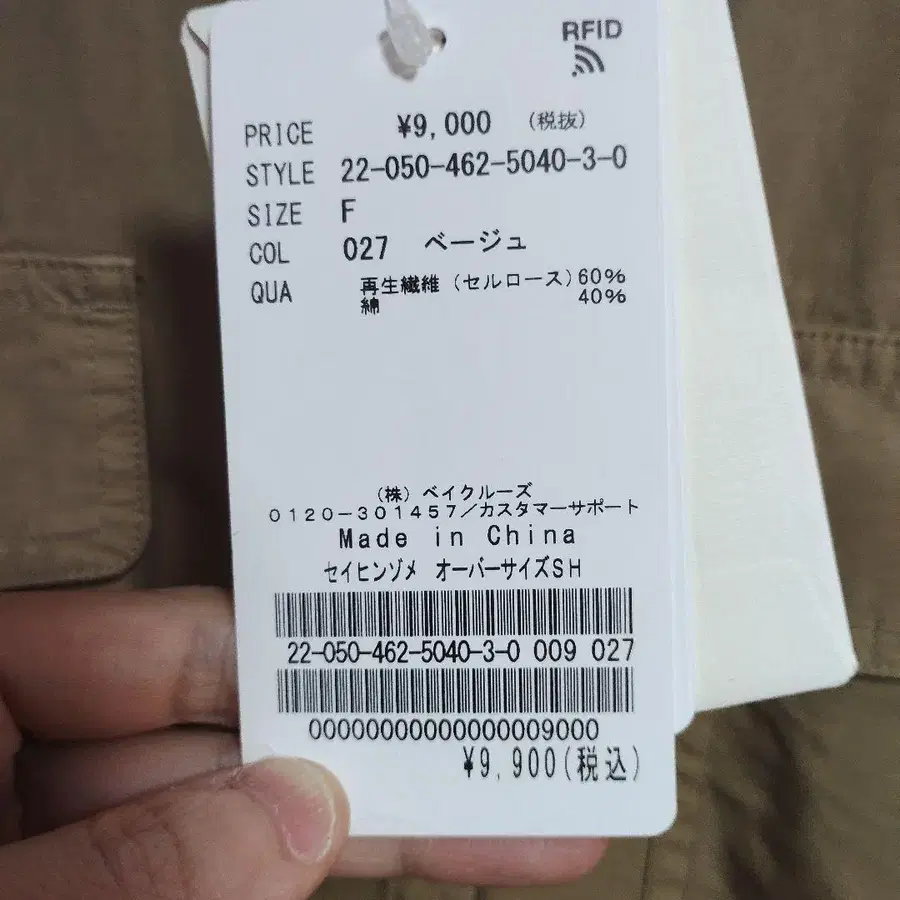 RFID
PRICE ¥9,000 (税抜)
STYLE 22-050-462-5040-3-0
SIZE F
COL 027 ベージュ
QUA 再生繊維 (セルロース)60%
綿 40%
(株) ベイクルーズ
0120-301457/カスタマーサポート
Made in China
セイヒンゾメ オーバーサイズSH
22-050-462-5040-3-0 009 027
00000000000000000009000
¥9,900(税込)